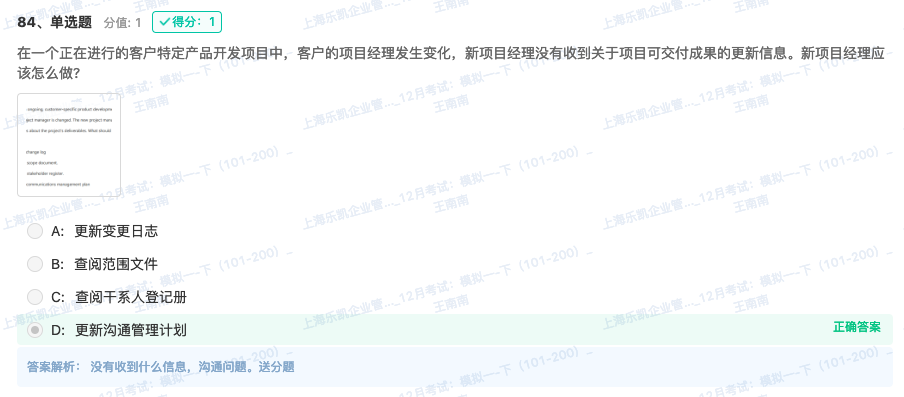 84、单选题 分值: 1 得分：1
在一个正在进行的客户特定产品开发项目中，客户的项目经理发生变化，新项目经理没有收到关于项目可交付成果的更新信息。新项目经理应
该怎么做？
ongoing, customer-specific product developm
ect manager is changed. The new project man
s about the project's deliverables. What should
hange log
scope document.
stakeholder register.
communications management plan
A: 更新变更日志
B: 查阅范围文件
C: 查阅干系人登记册
D: 更新沟通管理计划 正确答案
答案解析： 没有收到什么信息，沟通问题。送分题
上海乐凯企业管..._12月考试：模拟一下（101-200）_
王南南